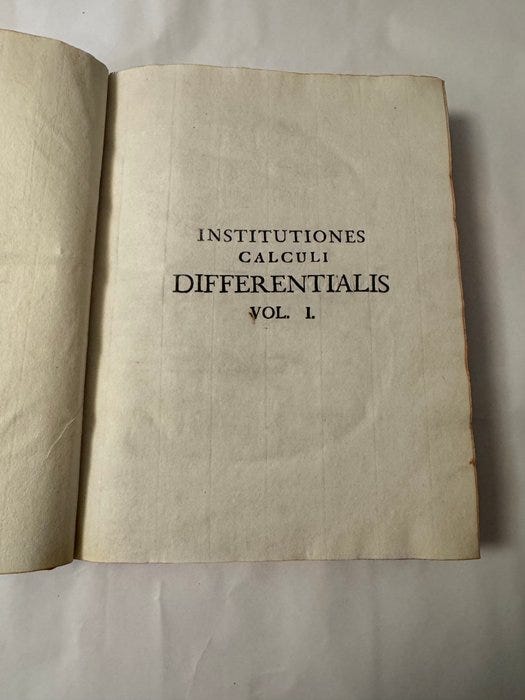 INSTITUTIONES
CALCULI
DIFFERENTIALIS
VOL. I.